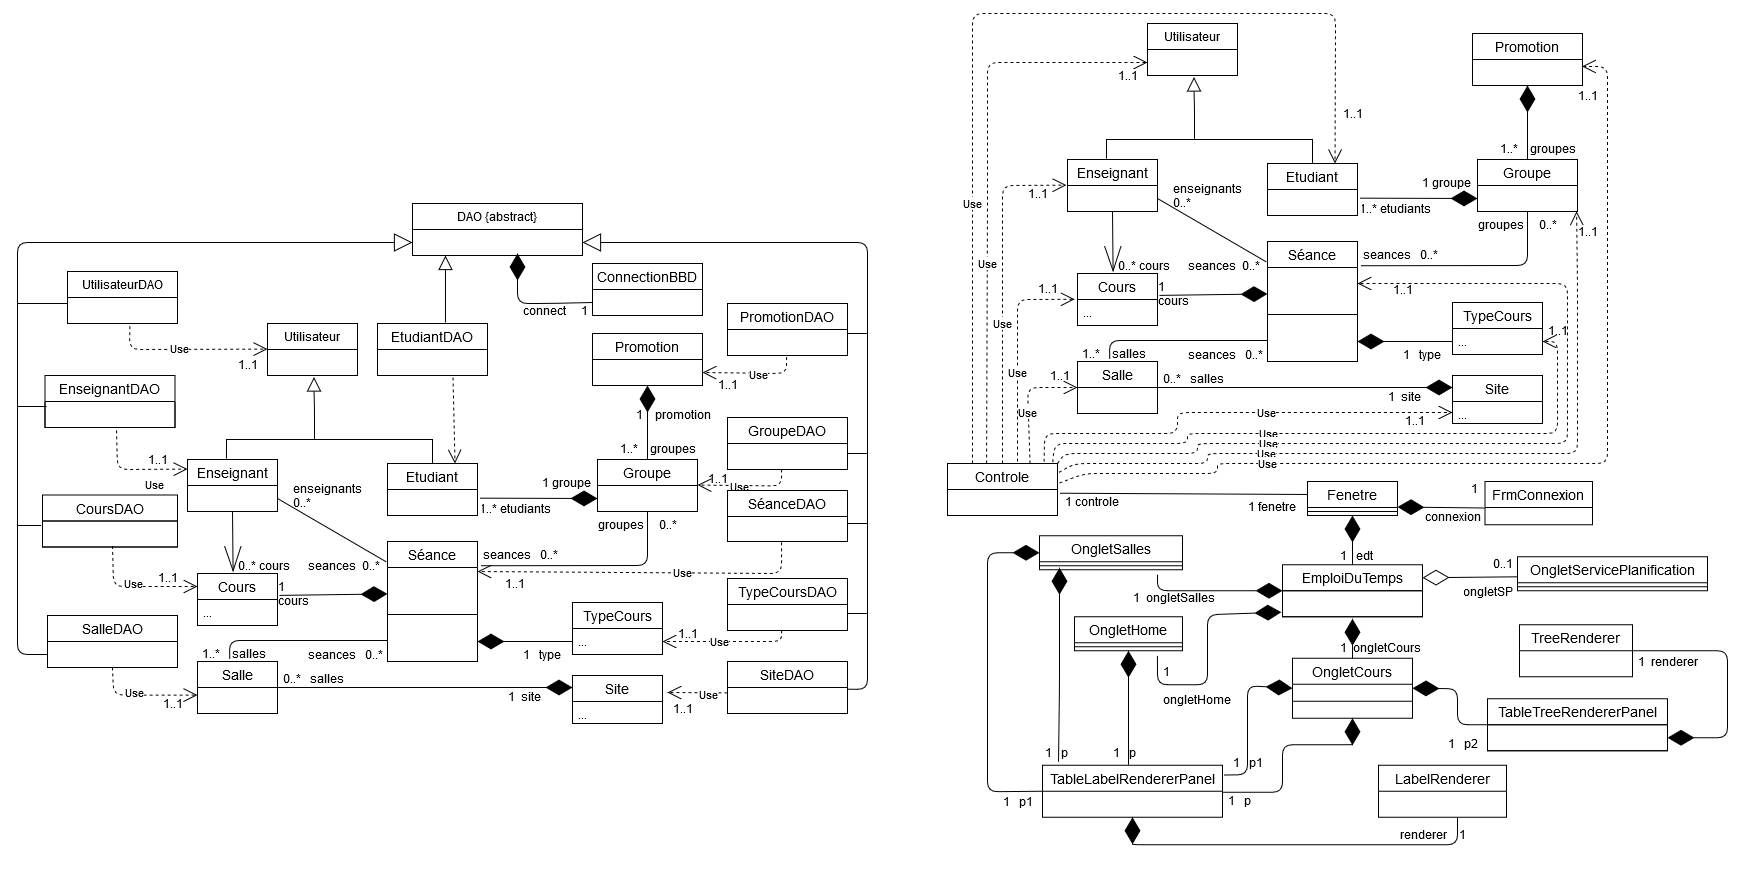 DAO {abstract}
UtilisateurDAO
ConnectionBBD
connect 1
Utilisateur
EtudiantDAO
PromotionDAO
Use
1..1
Promotion
Use
1..1
EnseignantDAO
1 promotion
GroupeDAO
1..* groupes
1..1
Use
Enseignant
Etudiant
Groupe
1..1
Use
1 groupe
enseignants
0..*
1..* etudiants
SéanceDAO
CoursDAO
groupes 0..*
Séance
seances 0..*
0..* cours
seances 0..*
Use
1..1
1..1
Use
Cours
1
cours
...
TypeCoursDAO
SalleDAO
TypeCours
...
1..1
Use
1..* salles
seances 0..*
1 type
Salle
0..* salles
1 site
Site
...
SiteDAO
Use
1..1
Use
1..1
Utilisateur
1..1
Promotion
1..1
1..1
1..* groupes
Enseignant
Etudiant
Groupe
1 groupe
enseignants
0..*
1..1
Use
1..* etudiants
groupes 0..*
1..1
Séance
seances 0..*
Use
0..* cours
seances 0..*
Cours
1
cours
...
1..1
1..1
Use
TypeCours
...
1..1
1..* salles
seances 0..*
1 type
Salle
0..* salles
1..1
Use
1 site
Site
...
Use
Use
1..1
Use
Use
Use
Use
Controle
1 controle
1 fenetre
Fenetre
1
connexion
FrmConnexion
OngletSalles
1 edt
EmploiDuTemps
0..1
ongletSP
OngletServicePlanification
1 ongletSalles
OngletHome
TreeRenderer
1 ongletCours
1 renderer
1
ongletHome
OngletCours
TableTreeRendererPanel
1 p2
1 p
1 p
1 p1
TableLabelRendererPanel
LabelRenderer
1 p1
1 p
renderer 1